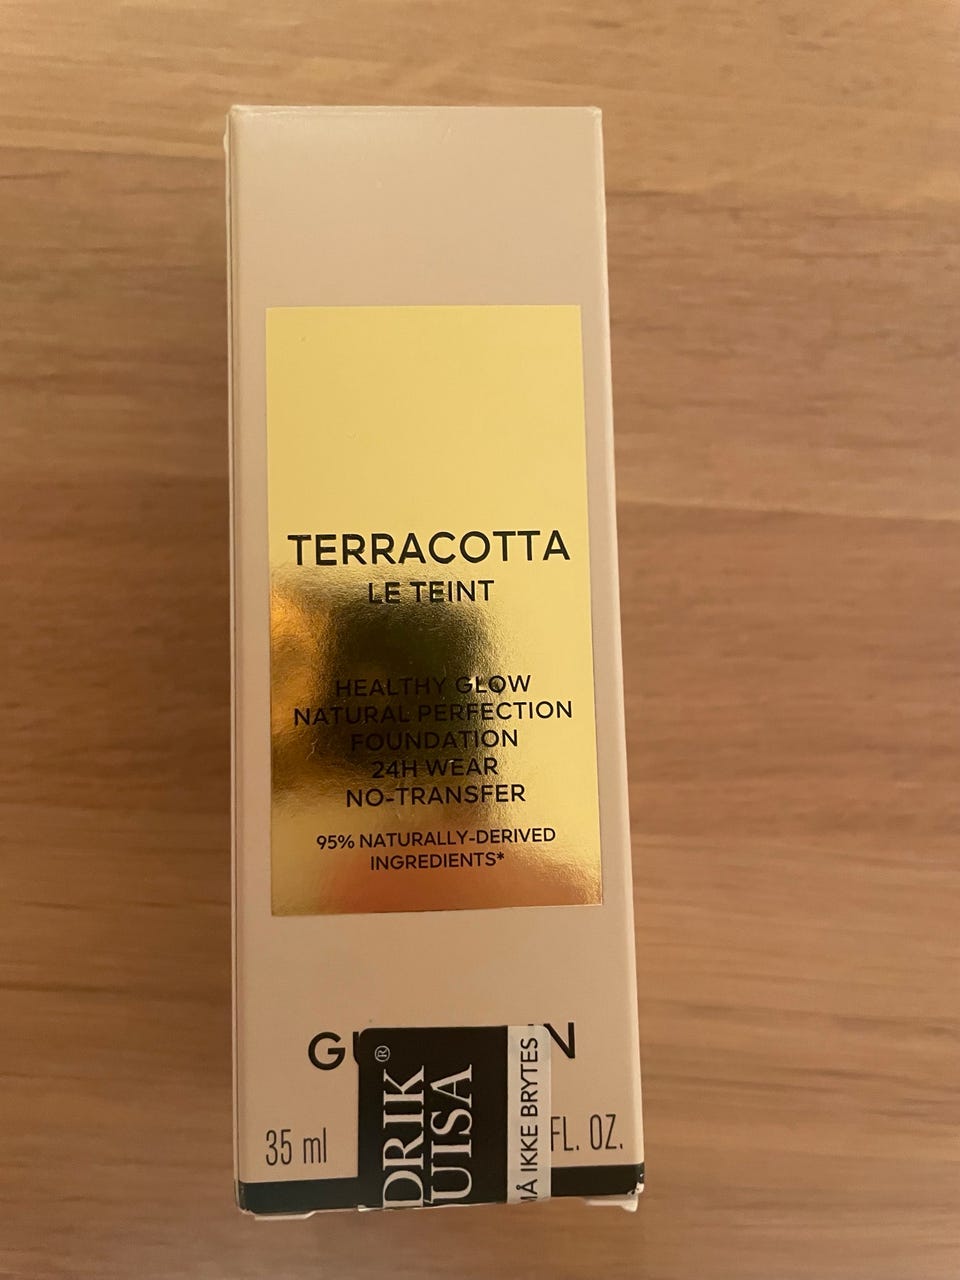 TERRACOTTA
LE TEINT
HEALTHY GLOW
NATURAL PERFECTION
FOUNDATION
24H WEAR
NO-TRANSFER
95% NATURALLY-DERIVED
INGREDIENTS*
35 ml
FL. OZ.
DRIK®
UISA
MÅ IKKE BRYTES